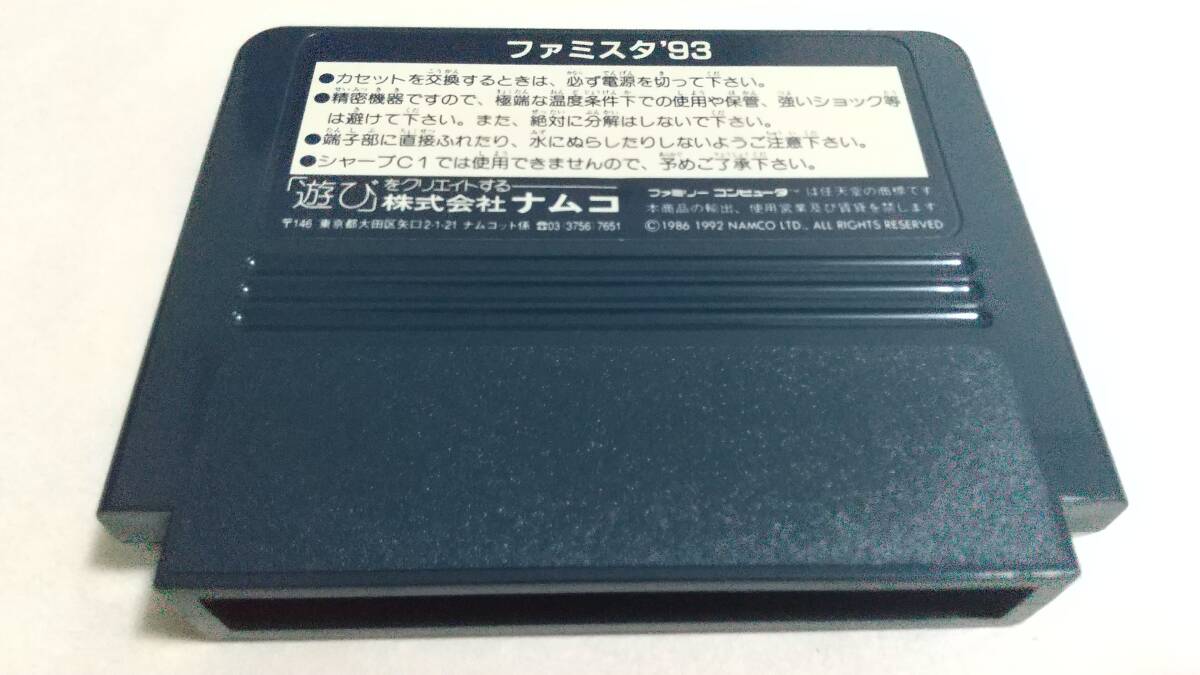 ファミスタ'93
●カセットを交換するときは、必ず電源を切って下さい。
●精密機器ですので、極端な温度条件下での使用や保管、強いショック等
は避けて下さい。また、絶対に分解はしないで下さい。
●端子部に直接ふれたり、水にぬらしたりしないようご注意下さい。
●シャープC1では使用できませんので、予めご了承下さい。
「遊び」をクリエイトする
株式会社ナムコ
〒146 東京都大田区矢口2-1-21 ナムコット係 ☎03-3756-7651
ファミリーコンピュータ™は任天堂の商標です
本商品の輸出、使用営業及び賃貸を禁します
©1986 1992 NAMCO LTD., ALL RIGHTS RESERVED